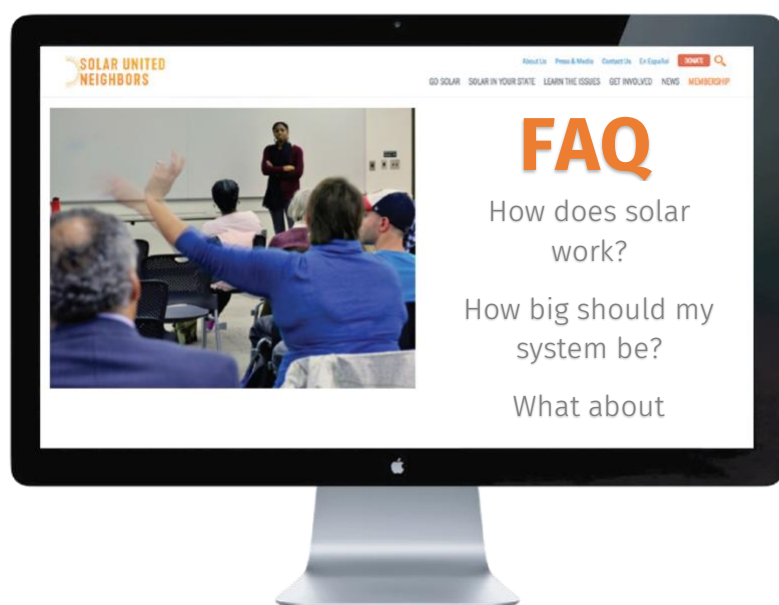 SOLAR UNITED
NEIGHBORS
About Us Press & Media Contact Us En Español DONATE
GO SOLAR SOLAR IN YOUR STATE LEARN THE ISSUES GET INVOLVED NEWS MEMBERSHIP
FAQ
How does solar
work?
How big should my
system be?
What about